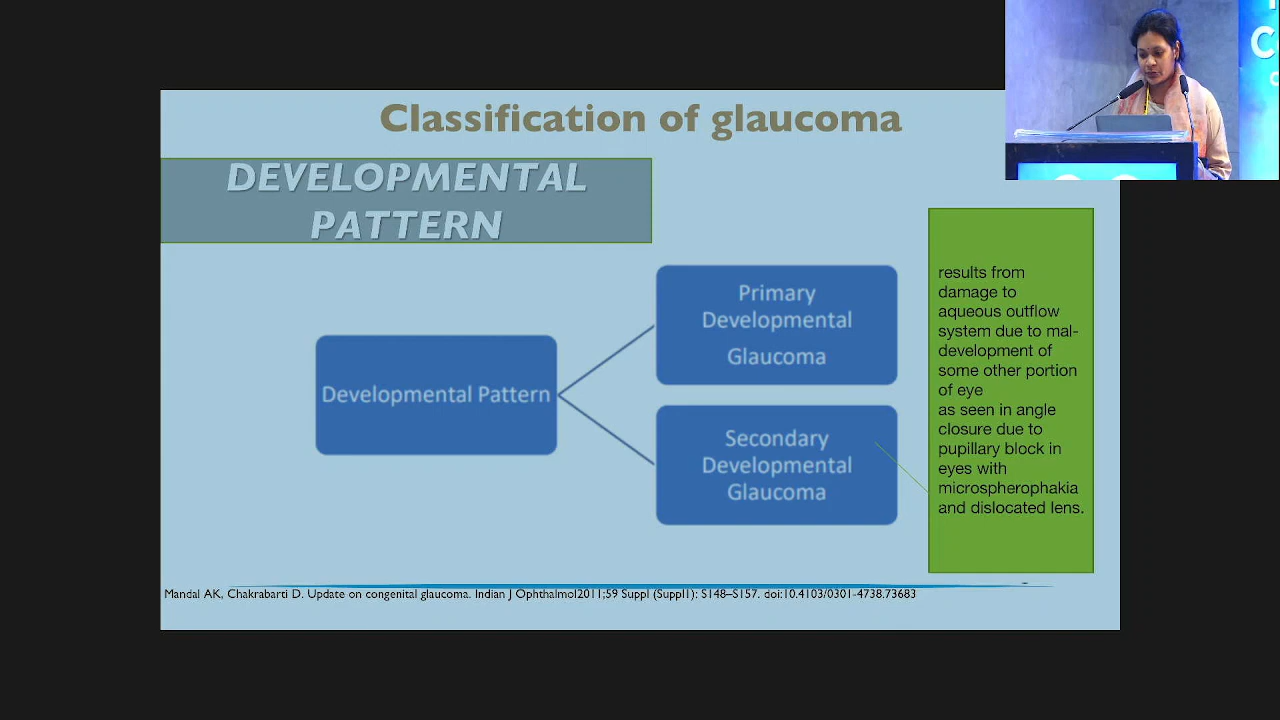 Classification of glaucoma
DEVELOPMENTAL
PATTERN
Developmental Pattern
Primary
Developmental
Glaucoma
Secondary
Developmental
Glaucoma
results from
damage to
aqueous outflow
system due to mal-
development of
some other portion
of eye
as seen in angle
closure due to
pupillary block in
eyes with
microspherophakia
and dislocated lens.
Mandal AK, Chakrabarti D. Update on congenital glaucoma. Indian J Ophthalmol2011;59 Suppl (Suppl1): S148–S157. doi:10.4103/0301-4738.73683